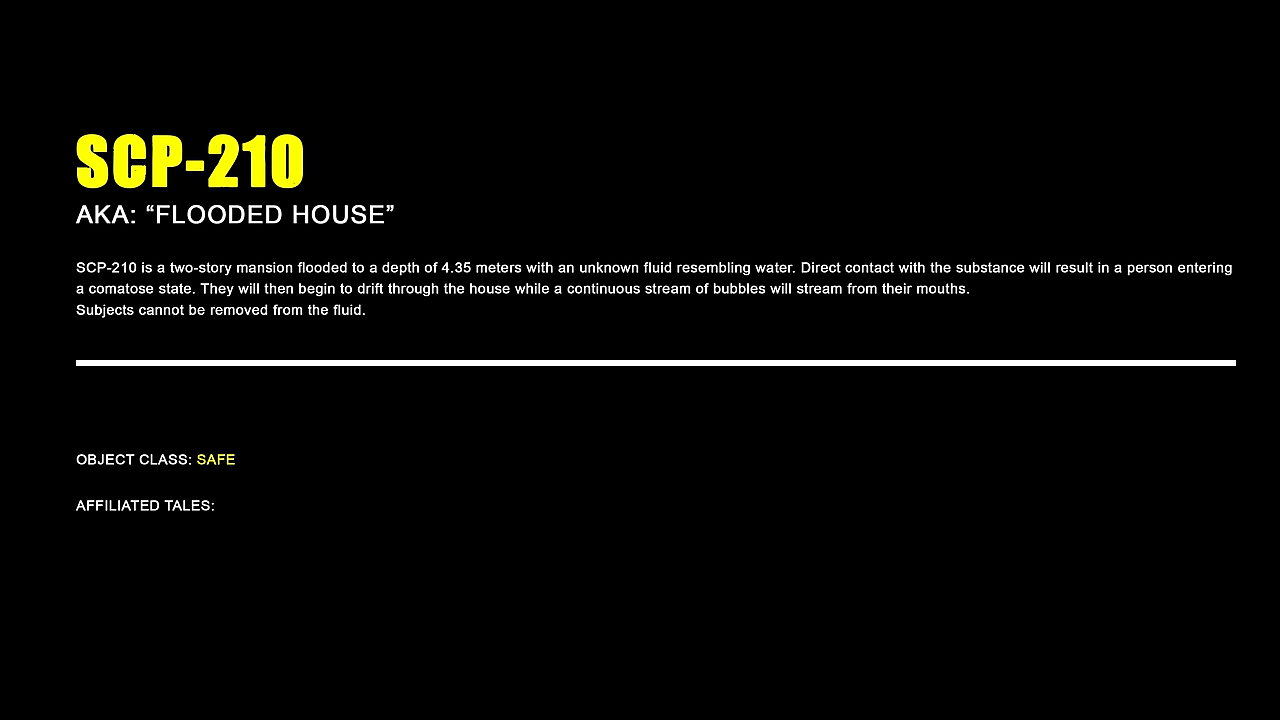 SCP-210
AKA: “FLOODED HOUSE”
SCP-210 is a two-story mansion flooded to a depth of 4.35 meters with an unknown fluid resembling water. Direct contact with the substance will result in a person entering
a comatose state. They will then begin to drift through the house while a continuous stream of bubbles will stream from their mouths.
Subjects cannot be removed from the fluid.
OBJECT CLASS: SAFE
AFFILIATED TALES: